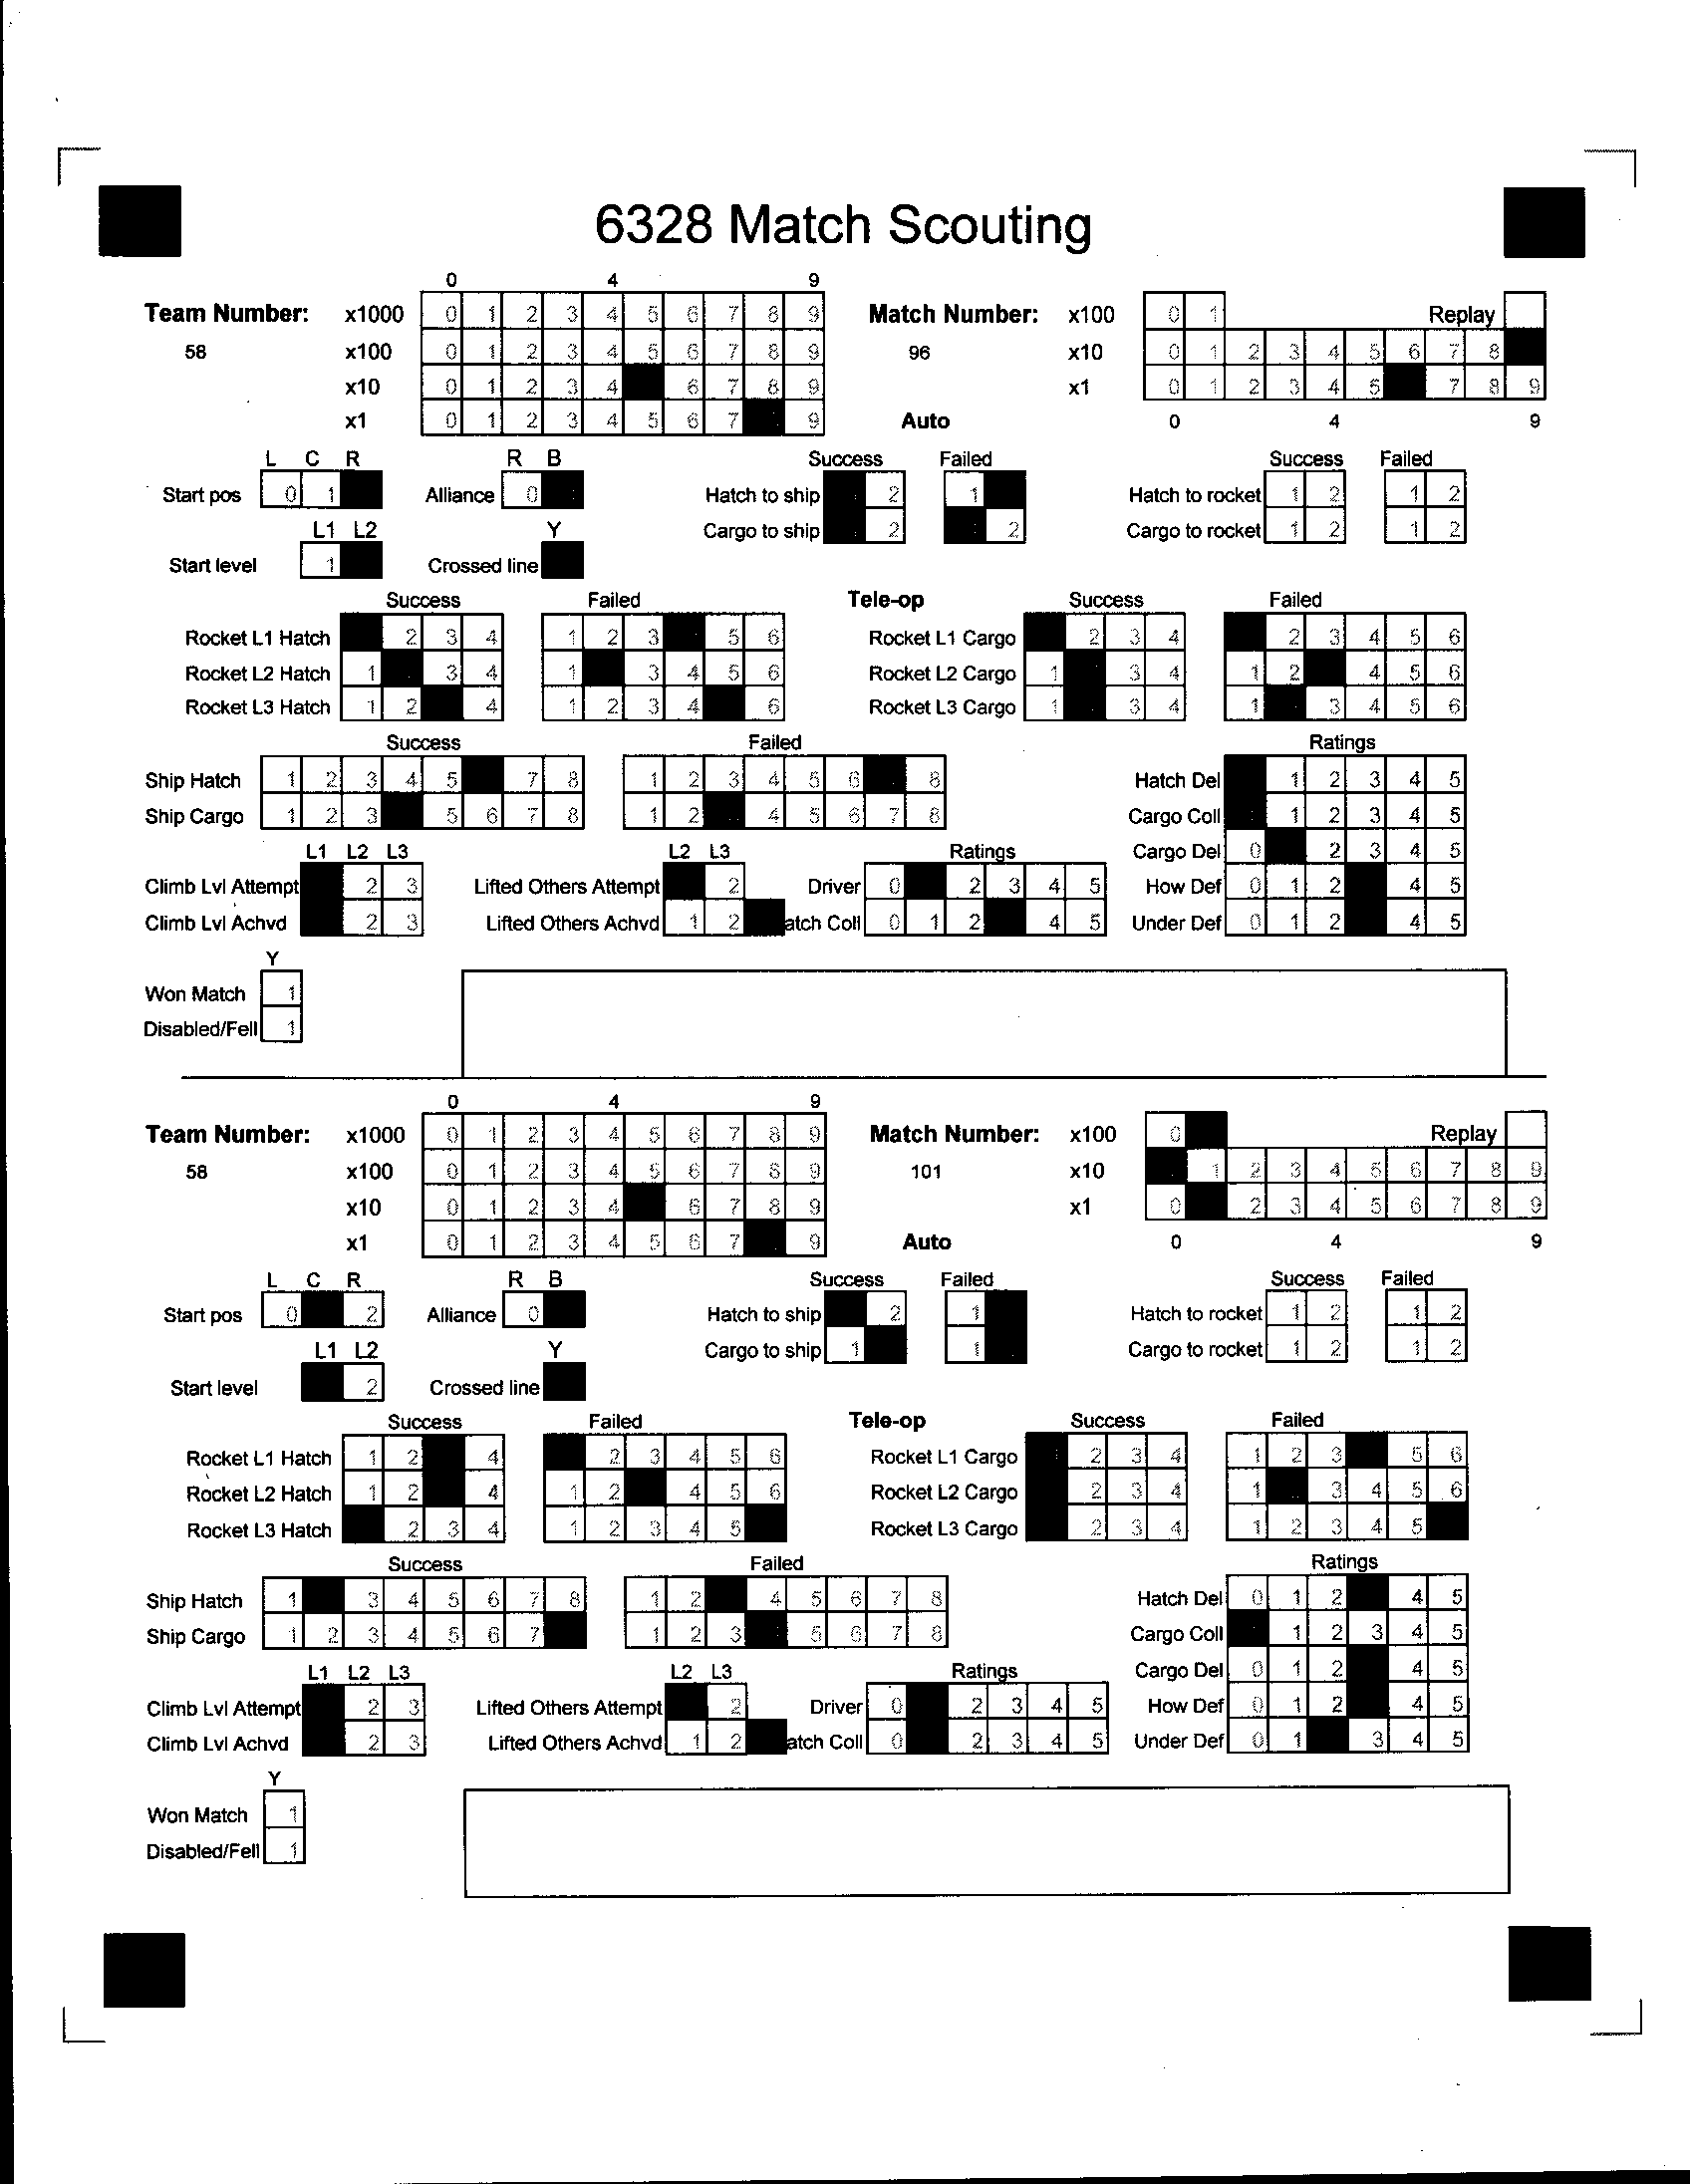 6328 Match Scouting
0 4 9
Team Number: x1000 0 1 2 3 4 5 6 7 8 9 Match Number: x100 0 1 Replay
58 x100 0 1 2 3 4 5 6 7 8 9 96 x10 0 1 2 3 4 5 6 7 8
x10 0 1 2 3 4 6 7 8 9 x1 0 1 2 3 4 5 7 8 9
x1 0 1 2 3 4 5 6 7 9 Auto 0 4 9
L C R R B Success Failed Success Failed
Start pos 0 1 Alliance 0 Hatch to ship 2 1 Hatch to rocket 1 2 1 2
L1 L2 Y Cargo to ship 2 2 Cargo to rocket 1 2 1 2
Start level 1 Crossed line
Success Failed Tele-op Success Failed
Rocket L1 Hatch 2 3 4 1 2 3 5 6 Rocket L1 Cargo 2 3 4 2 3 4 5 6
Rocket L2 Hatch 1 3 4 1 3 4 5 6 Rocket L2 Cargo 1 3 4 1 2 4 5 6
Rocket L3 Hatch 1 2 4 1 2 3 4 6 Rocket L3 Cargo 1 3 4 1 3 4 5 6
Success Failed Ratings
Ship Hatch 1 2 3 4 5 7 8 1 2 3 4 5 6 8 Hatch Del 1 2 3 4 5
Ship Cargo 1 2 3 5 6 7 8 1 2 4 5 6 7 8 Cargo Coll 1 2 3 4 5
L1 L2 L3 L2 L3 Ratings Cargo Del 0 2 3 4 5
Climb Lvl Attempt 2 3 Lifted Others Attempt 2 Driver 0 2 3 4 5 How Def 0 1 2 4 5
Climb Lvl Achvd 2 3 Lifted Others Achvd 1 2 atch Coll 0 1 2 4 5 Under Def 0 1 2 4 5
Y
Won Match 1
Disabled/Fell 1
0 4 9
Team Number: x1000 0 1 2 3 4 5 6 7 8 9 Match Number: x100 0 Replay
58 x100 0 1 2 3 4 5 6 7 8 9 101 x10 1 2 3 4 5 6 7 8 9
x10 0 1 2 3 4 6 7 8 9 x1 0 2 3 4 5 6 7 8 9
x1 0 1 2 3 4 5 6 7 9 Auto 0 4 9
L C R R B Success Failed Success Failed
Start pos 0 2 Alliance 0 Hatch to ship 2 1 Hatch to rocket 1 2 1 2
L1 L2 Y Cargo to ship 1 1 Cargo to rocket 1 2 1 2
Start level 2 Crossed line
Success Failed Tele-op Success Failed
Rocket L1 Hatch 1 2 4 2 3 4 5 6 Rocket L1 Cargo 2 3 4 1 2 3 5 6
Rocket L2 Hatch 1 2 4 1 2 4 5 6 Rocket L2 Cargo 2 3 4 1 3 4 5 6
Rocket L3 Hatch 2 3 4 1 2 3 4 5 Rocket L3 Cargo 2 3 4 1 2 3 4 5
Success Failed Ratings
Ship Hatch 1 3 4 5 6 7 8 1 2 4 5 6 7 8 Hatch Del 0 1 2 4 5
Ship Cargo 1 2 3 4 5 6 7 1 2 3 5 6 7 8 Cargo Coll 1 2 3 4 5
L1 L2 L3 L2 L3 Ratings Cargo Del 0 1 2 4 5
Climb Lvl Attempt 2 3 Lifted Others Attempt 2 Driver 0 2 3 4 5 How Def 0 1 2 4 5
Climb Lvl Achvd 2 3 Lifted Others Achvd 1 2 atch Coll 0 2 3 4 5 Under Def 0 1 3 4 5
Y
Won Match 1
Disabled/Fell 1